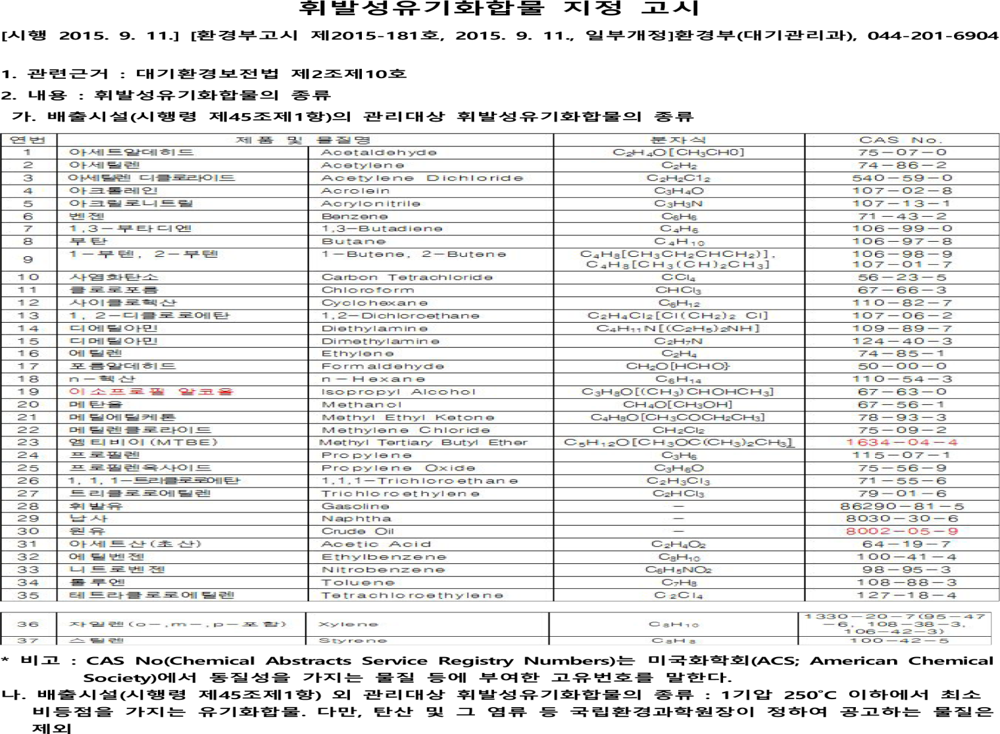 휘발성유기화합물 지정 고시
[시행 2015. 9. 11.] [환경부고시 제2015-181호, 2015. 9. 11., 일부개정]환경부(대기관리과), 044-201-6904
1. 관련근거 : 대기환경보전법 제2조제10호
2. 내용 : 휘발성유기화합물의 종류
가. 배출시설(시행령 제45조제1항)의 관리대상 휘발성유기화합물의 종류
연번 제품 및 물질명 분자식 CAS No.
1 아세트알데히드 Acetaldehyde C₂H₄O[CH₃CH0] 75-07-0
2 아세틸렌 Acetylene C₂H₂ 74-86-2
3 아세틸렌 디클로라이드 Acetylene Dichloride C₂H₂C1₂ 540-59-0
4 아크롤레인 Acrolein C₃H₄O 107-02-8
5 아크릴로니트릴 Acrylonitrile C₃H₃N 107-13-1
6 벤젠 Benzene C₆H₆ 71-43-2
7 1,3-부타디엔 1,3-Butadiene C₄H₆ 106-99-0
8 부탄 Butane C₄H₁₀ 106-97-8
9 1-부텐, 2-부텐 1-Butene, 2-Butene C₄H₈[CH₃CH₂CHCH₂)], 106-98-9
C₄H₈[CH₃(CH)₂CH₃] 107-01-7
10 사염화탄소 Carbon Tetrachloride CCl₄ 56-23-5
11 클로로포름 Chloroform CHCl₃ 67-66-3
12 사이클로헥산 Cyclohexane C₆H₁₂ 110-82-7
13 1, 2-디클로로에탄 1,2-Dichloroethane C₂H₄Cl₂[Cl(CH₂)₂ Cl] 107-06-2
14 디에틸아민 Diethylamine C₄H₁₁N[(C₂H₅)₂NH] 109-89-7
15 디메틸아민 Dimethylamine C₂H₇N 124-40-3
16 에틸렌 Ethylene C₂H₄ 74-85-1
17 포름알데히드 Formaldehyde CH₂O[HCHO} 50-00-0
18 n-헥산 n-Hexane C₆H₁₄ 110-54-3
19 이소프로필 알코올 Isopropyl Alcohol C₃H₈O[(CH₃)CHOHCH₃] 67-63-0
20 메탄올 Methanol CH₄O[CH₃OH] 67-56-1
21 메틸에틸케톤 Methyl Ethyl Ketone C₄H₈O[CH₃COCH₂CH₃] 78-93-3
22 메틸렌클로라이드 Methylene Chloride CH₂Cl₂ 75-09-2
23 엠티비이(MTBE) Methyl Tertiary Butyl Ether C₅H₁₂O[CH₃OC(CH₃)₂CH₃] 1634-04-4
24 프로필렌 Propylene C₃H₆ 115-07-1
25 프로필렌옥사이드 Propylene Oxide C₃H₆O 75-56-9
26 1, 1, 1-트리클로로에탄 1,1,1-Trichloroethane C₂H₃Cl₃ 71-55-6
27 트리클로로에틸렌 Trichloroethylene C₂HCl₃ 79-01-6
28 휘발유 Gasoline - 86290-81-5
29 납사 Naphtha - 8030-30-6
30 원유 Crude Oil - 8002-05-9
31 아세트산(초산) Acetic Acid C₂H₄O₂ 64-19-7
32 에틸벤젠 Ethylbenzene C₈H₁₀ 100-41-4
33 니트로벤젠 Nitrobenzene C₆H₅NO₂ 98-95-3
34 톨루엔 Toluene C₇H₈ 108-88-3
35 테트라클로로에틸렌 Tetrachloroethylene C₂Cl₄ 127-18-4
36 자일렌(o-,m-,p-포함) Xylene C₈H₁₀ 1330-20-7(95-47
-6, 108-38-3,
106-42-3)
37 스틸렌 Styrene C₈H₈ 100-42-5
* 비고 : CAS No(Chemical Abstracts Service Registry Numbers)는 미국화학회(ACS; American Chemical
Society)에서 동질성을 가지는 물질 등에 부여한 고유번호를 말한다.
나. 배출시설(시행령 제45조제1항) 외 관리대상 휘발성유기화합물의 종류 : 1기압 250°C 이하에서 최소
비등점을 가지는 유기화합물. 다만, 탄산 및 그 염류 등 국립환경과학원장이 정하여 공고하는 물질은
제외